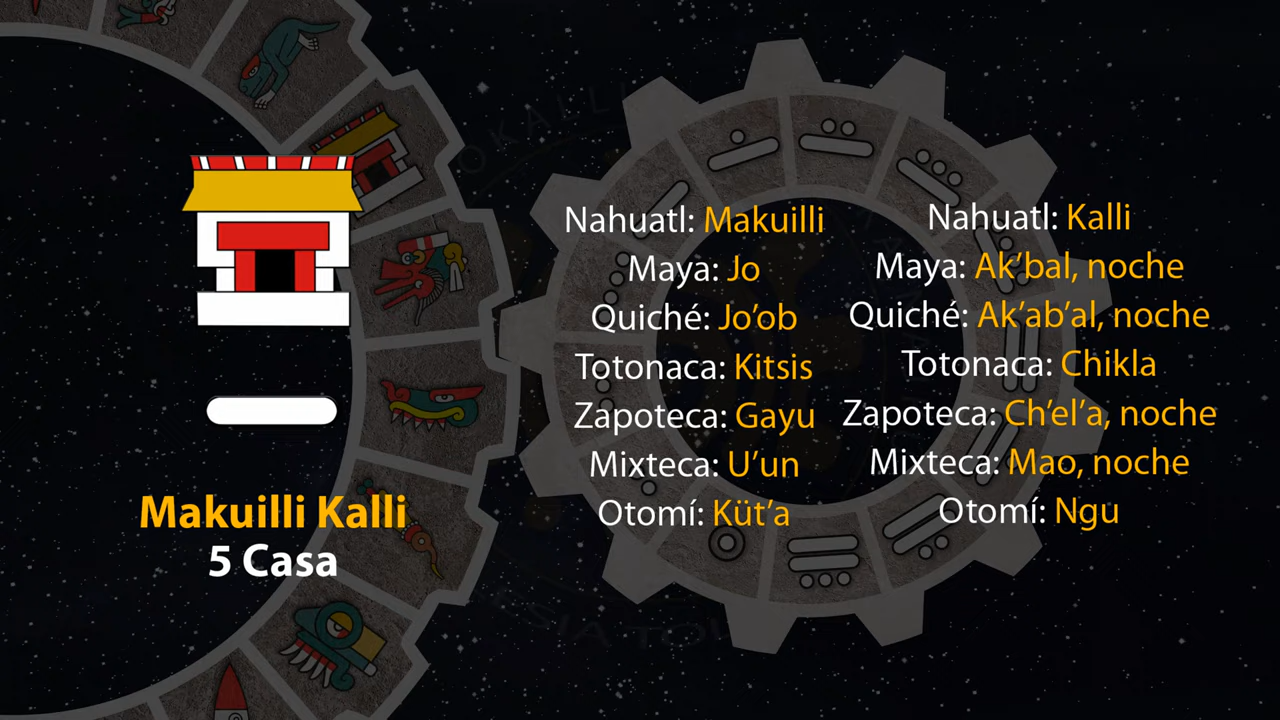 Makuilli Kalli
5 Casa
Nahuatl: Makuilli
Maya: Jo
Quiché: Jo’ob
Totonaca: Kitsis
Zapoteca: Gayu
Mixteca: U’un
Otomí: Küt’a
Nahuatl: Kalli
Maya: Ak’bal, noche
Quiché: Ak’ab’al, noche
Totonaca: Chikla
Zapoteca: Ch’el’a, noche
Mixteca: Mao, noche
Otomí: Ngu